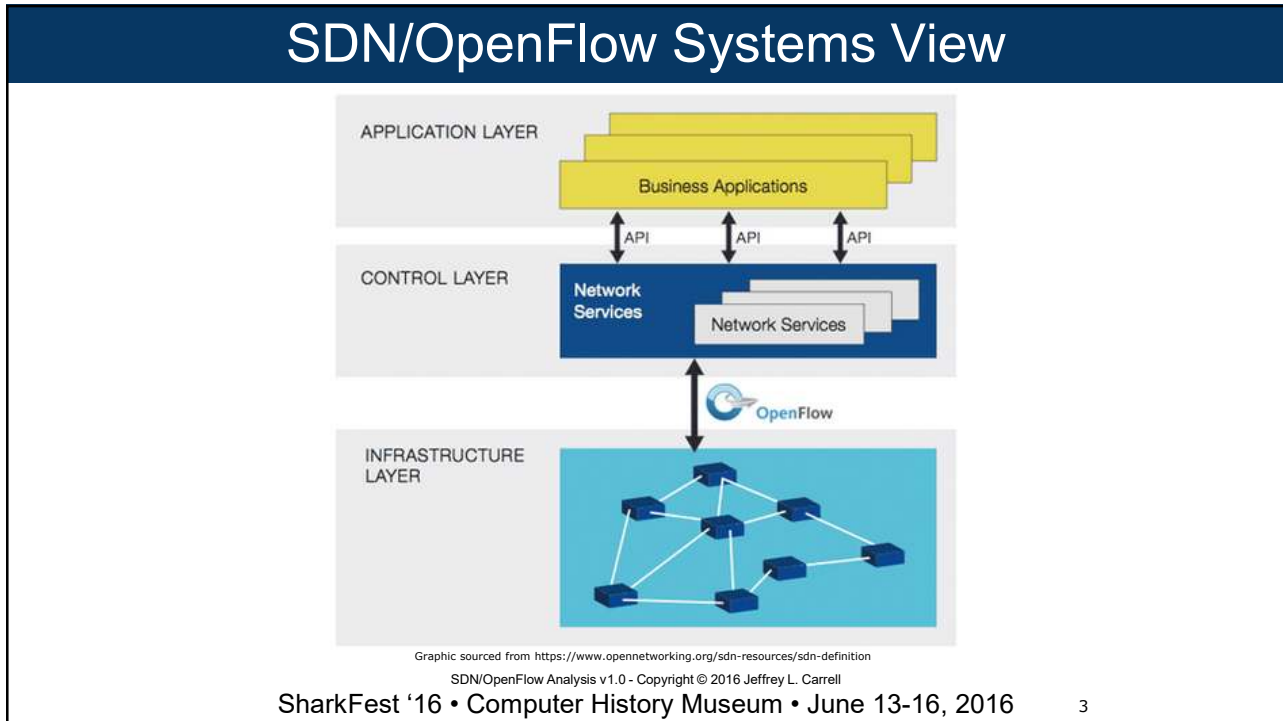 SDN/OpenFlow Systems View
APPLICATION LAYER
Business Applications
API
API
API
CONTROL LAYER
Network
Services
Network Services
OpenFlow
INFRASTRUCTURE
LAYER
Graphic sourced from https://www.opennetworking.org/sdn-resources/sdn-definition
SDN/OpenFlow Analysis v1.0 - Copyright © 2016 Jeffrey L. Carrell
SharkFest ‘16 • Computer History Museum • June 13-16, 2016
3